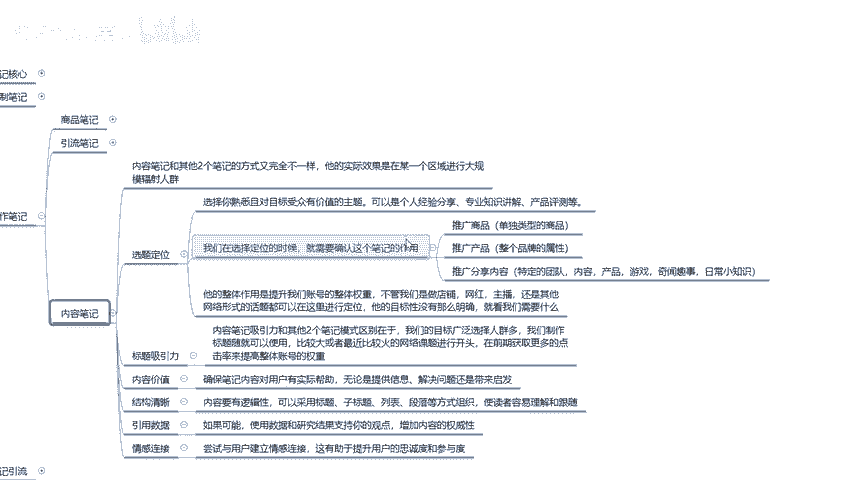 记核心
制笔记
商品笔记
引流笔记
作笔记
内容笔记
记引流
内容笔记和其他2个笔记的方式又完全不一样，他的实际效果是在某一个区域进行大规
模辐射人群
选题定位
选择你熟悉且对目标受众有价值的主题。可以是个人经验分享、专业知识讲解、产品评测等。
我们在选择定位的时候，就需要确认这个笔记的作用
推广商品（单独类型的商品）
推广产品（整个品牌的属性）
推广分享内容（特定的团队，内容，产品，游戏，奇闻趣事，日常小知识）
他的整体作用是提升我们账号的整体权重，不管我们是做店铺，网红，主播，还是其他
网络形式的话题都可以在这里进行定位，他的目标性没有那么明确，就看我们需要什么
标题吸引力
内容笔记吸引力和其他2个笔记模式区别在于，我们的目标广泛选择人群多，我们制作
标题随就可以使用，比较大或者最近比较火的网络课题进行开头，在前期获取更多的点
击率来提高整体账号的权重
内容价值
确保笔记内容对用户有实际帮助，无论是提供信息、解决问题还是带来启发
结构清晰
内容要有逻辑性，可以采用标题、子标题、列表、段落等方式组织，使读者容易理解和跟随
引用数据
如果可能，使用数据和研究结果支持你的观点，增加内容的权威性
情感连接
尝试与用户建立情感连接，这有助于提升用户的忠诚度和参与度